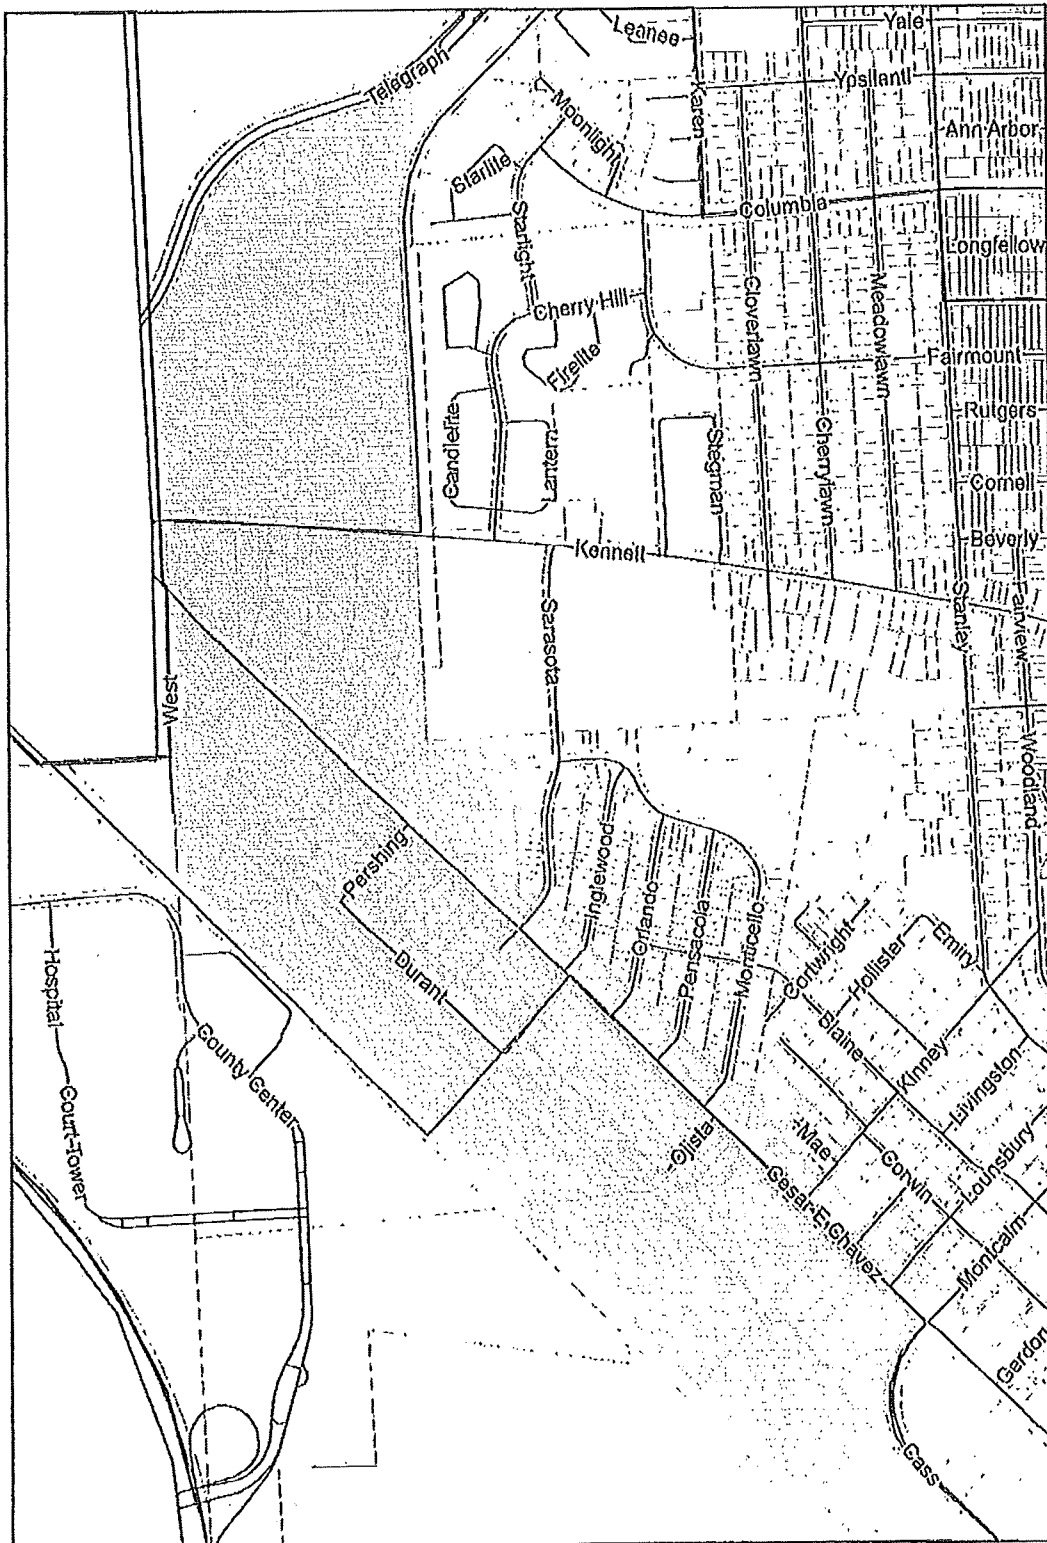 Leanee
Yale
Telegraph
Ypsilanti
Moonlight
Karen
Ann Arbor
Starlite
Columbia
Starlight
Longfellow
Cherry Hill
Cloverlawn
Meadowlawn
Firelite
Fairmount
Rutgers
Candlelite
Lantern
Stegman
Cherrylawn
Cornell
Beverly
Kennett
Stanley
Fairview
Sarasota
West
Woodland
Pershing
Inglewood
Orlando
Pensacola
Monticello
Cortwright
Hollister
Emiry
Durant
Hospital
Blaine
Kinney
County Center
Livingston
Court Tower
Ojista
Mae
Corwin
Lounsbury
Cesar E Chavez
Montcalm
Gardon
Cass